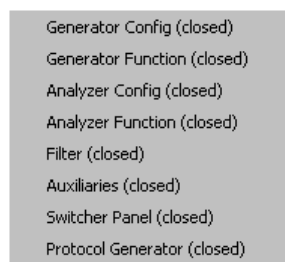 Generator Config (closed)
Generator Function (closed)
Analyzer Config (closed)
Analyzer Function (closed)
Filter (closed)
Auxiliaries (closed)
Switcher Panel (closed)
Protocol Generator (closed)